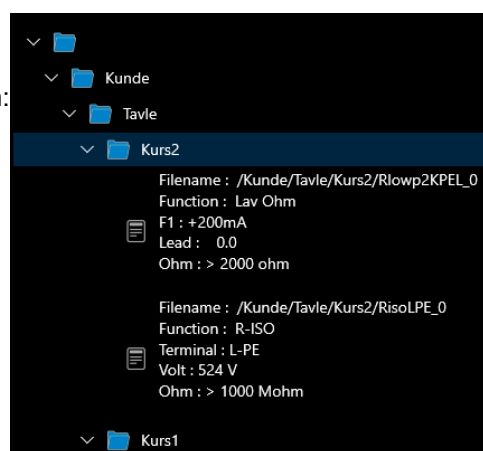 Kunde
Tavle
Kurs2
Filename : /Kunde/Tavle/Kurs2/Rlowp2KPEL_0
Function : Lav Ohm
F1 : +200mA
Lead : 0.0
Ohm : > 2000 ohm
Filename : /Kunde/Tavle/Kurs2/RisoLPE_0
Function : R-ISO
Terminal : L-PE
Volt : 524 V
Ohm : > 1000 Mohm
Kurs1